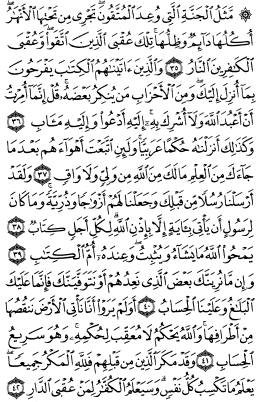 ۞ مَّثَلُ ٱلْجَنَّةِ ٱلَّتِى وُعِدَ ٱلْمُتَّقُونَ ۖ تَجْرِى مِن تَحْتِهَا ٱلْأَنْهَٰرُ ۖ
أُكُلُهَا دَآئِمٌ وَظِلُّهَا ۚ تِلْكَ عُقْبَى ٱلَّذِينَ ٱتَّقَوا۟ ۖ وَّعُقْبَى
ٱلْكَٰفِرِينَ ٱلنَّارُ ٣٥ وَٱلَّذِينَ ءَاتَيْنَٰهُمُ ٱلْكِتَٰبَ يَفْرَحُونَ
بِمَآ أُنزِلَ إِلَيْكَ ۖ وَمِنَ ٱلْأَحْزَابِ مَن يُنكِرُ بَعْضَهُۥ ۚ قُلْ إِنَّمَآ أُمِرْتُ
أَنْ أَعْبُدَ ٱللَّهَ وَلَآ أُشْرِكَ بِهِۦٓ ۚ إِلَيْهِ أَدْعُوا۟ وَإِلَيْهِ مَـَٔابِ ٣٦
وَكَذَٰلِكَ أَنزَلْنَٰهُ حُكْمًا عَرَبِيًّا ۚ وَلَئِنِ ٱتَّبَعْتَ أَهْوَآءَهُم بَعْدَمَا
جَآءَكَ مِنَ ٱلْعِلْمِ مَا لَكَ مِنَ ٱللَّهِ مِن وَلِىٍّ وَلَا وَاقٍ ٣٧ وَلَقَدْ
أَرْسَلْنَا رُسُلًا مِّن قَبْلِكَ وَجَعَلْنَا لَهُمْ أَزْوَٰجًا وَذُرِّيَّةً ۚ وَمَا كَانَ
لِرَسُولٍ أَن يَأْتِىَ بِـَٔايَةٍ إِلَّا بِإِذْنِ ٱللَّهِ ۗ لِكُلِّ أَجَلٍ كِتَابٌ ٣٨
يَمْحُوا۟ ٱللَّهُ مَا يَشَآءُ وَيُثْبِتُ ۖ وَعِندَهُۥٓ أُمُّ ٱلْكِتَٰبِ ٣٩
وَإِن مَّا نُرِيَنَّكَ بَعْضَ ٱلَّذِى نَعِدُهُمْ أَوْ نَتَوَفَّيَنَّكَ فَإِنَّمَا عَلَيْكَ
ٱلْبَلَٰغُ وَعَلَيْنَا ٱلْحِسَابُ ٤٠ أَوَلَمْ يَرَوْا۟ أَنَّا نَأْتِى ٱلْأَرْضَ نَنقُصُهَا
مِنْ أَطْرَافِهَا ۚ وَٱللَّهُ يَحْكُمُ لَا مُعَقِّبَ لِحُكْمِهِۦ ۚ وَهُوَ سَرِيعُ
ٱلْحِسَابِ ٤١ وَقَدْ مَكَرَ ٱلَّذِينَ مِن قَبْلِهِمْ فَلِلَّهِ ٱلْمَكْرُ جَمِيعًا ۖ
يَعْلَمُ مَا تَكْسِبُ كُلُّ نَفْسٍ ۗ وَسَيَعْلَمُ ٱلْكُفَّٰرُ لِمَنْ عُقْبَى ٱلدَّارِ ٤٢